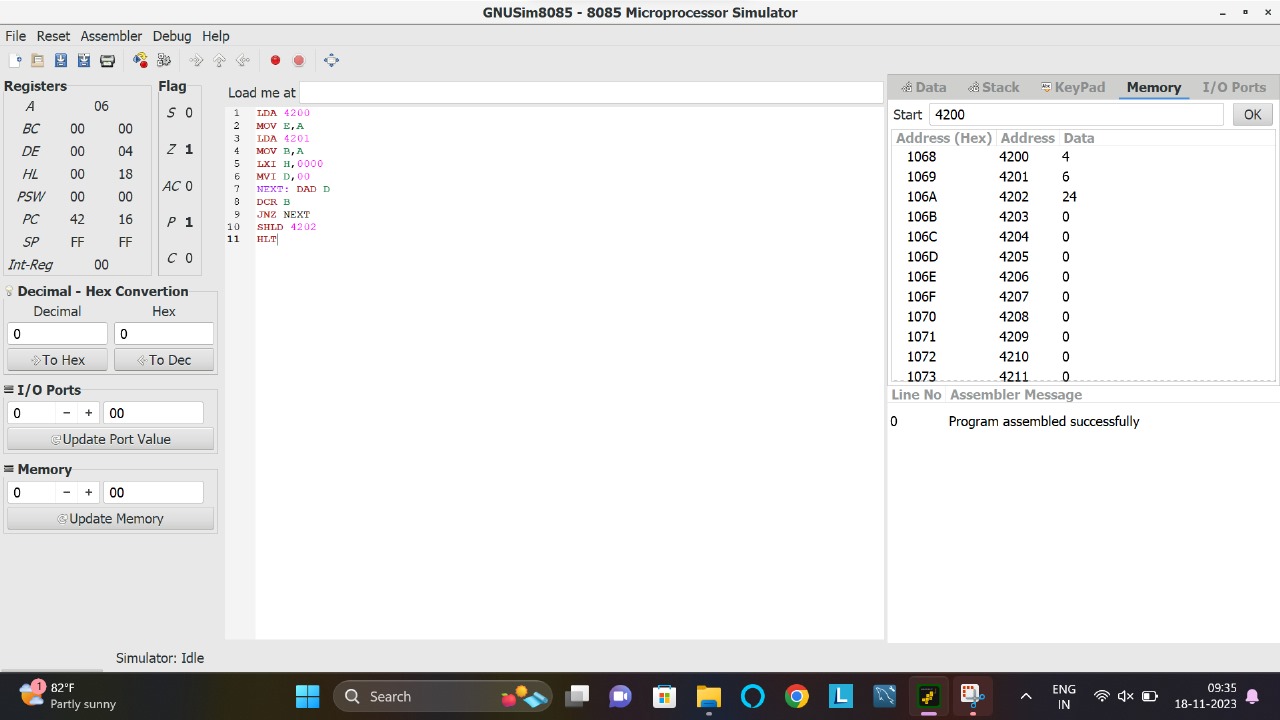 GNUSim8085 - 8085 Microprocessor Simulator
File Reset Assembler Debug Help
Registers
A 06
BC 00 00
DE 00 04
HL 00 18
PSW 00 00
PC 42 16
SP FF FF
Int-Reg 00
Flag
S 0
Z 1
AC 0
P 1
C 0
Decimal - Hex Convertion
Decimal Hex
0 0
To Hex To Dec
I/O Ports
0 − + 00
Update Port Value
Memory
0 − + 00
Update Memory
Simulator: Idle
Load me at
1 LDA 4200
2 MOV E,A
3 LDA 4201
4 MOV B,A
5 LXI H,0000
6 MVI D,00
7 NEXT: DAD D
8 DCR B
9 JNZ NEXT
10 SHLD 4202
11 HLT
Data Stack KeyPad Memory I/O Ports
Start 4200 OK
Address (Hex) Address Data
1068 4200 4
1069 4201 6
106A 4202 24
106B 4203 0
106C 4204 0
106D 4205 0
106E 4206 0
106F 4207 0
1070 4208 0
1071 4209 0
1072 4210 0
1073 4211 0
Line No Assembler Message
0 Program assembled successfully
1
82°F
Partly sunny
Search
L
ENG
IN
09:35
18-11-2023